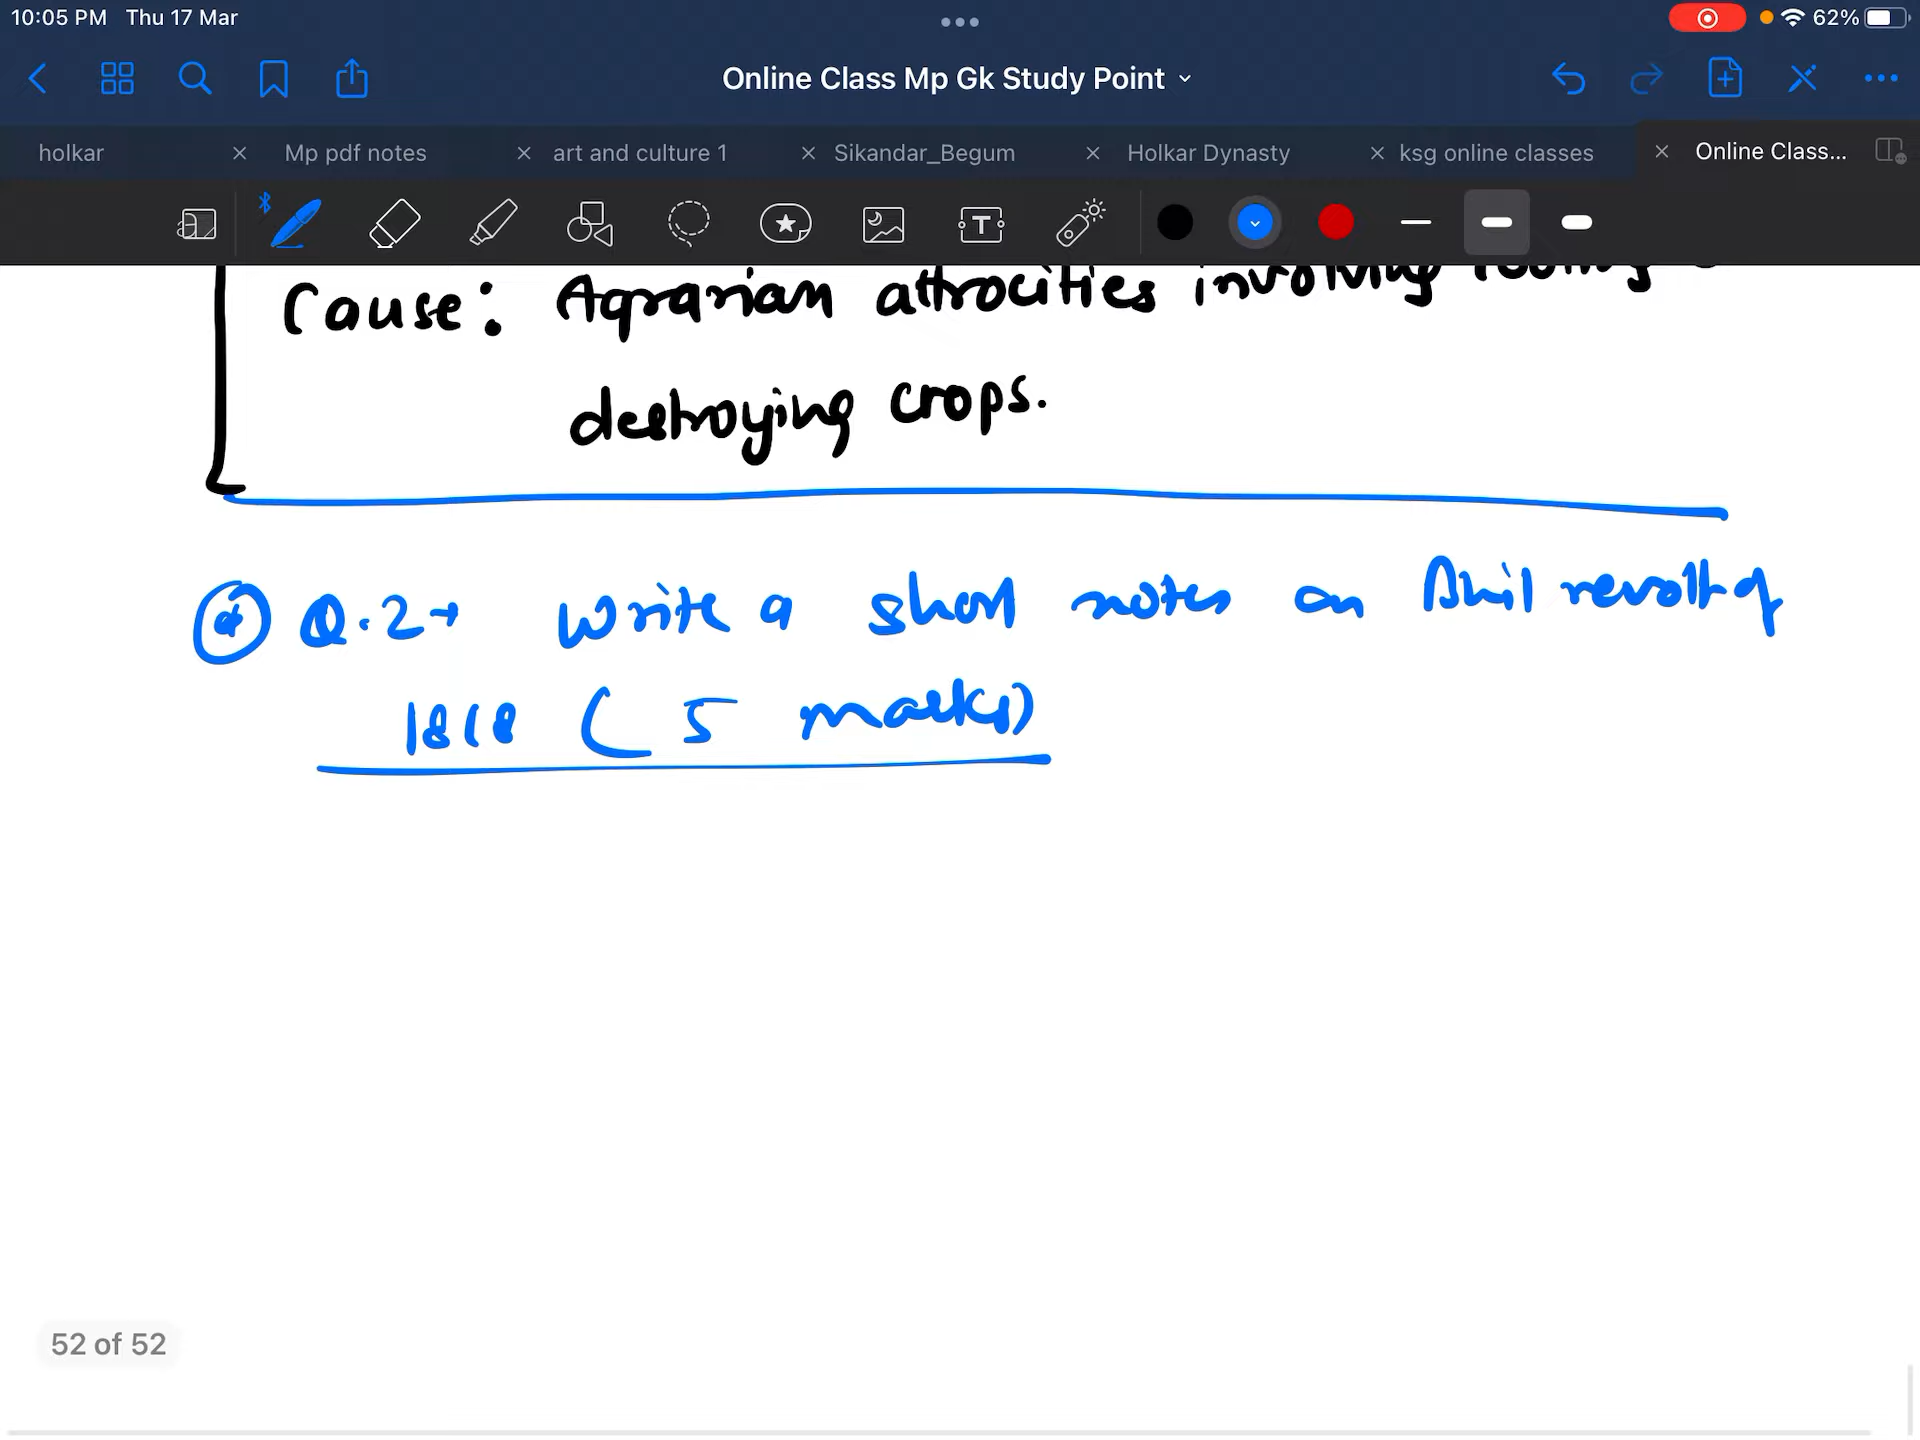 10:05 PM Thu 17 Mar
62%
Online Class Mp Gk Study Point
holkar
Mp pdf notes
art and culture 1
Sikandar_Begum
Holkar Dynasty
ksg online classes
Online Class...
Cause: Agrarian attrocities involving
destroying crops.
Q.2→ Write a short notes on Bhil revolt of
1818 ( 5 marks)
52 of 52